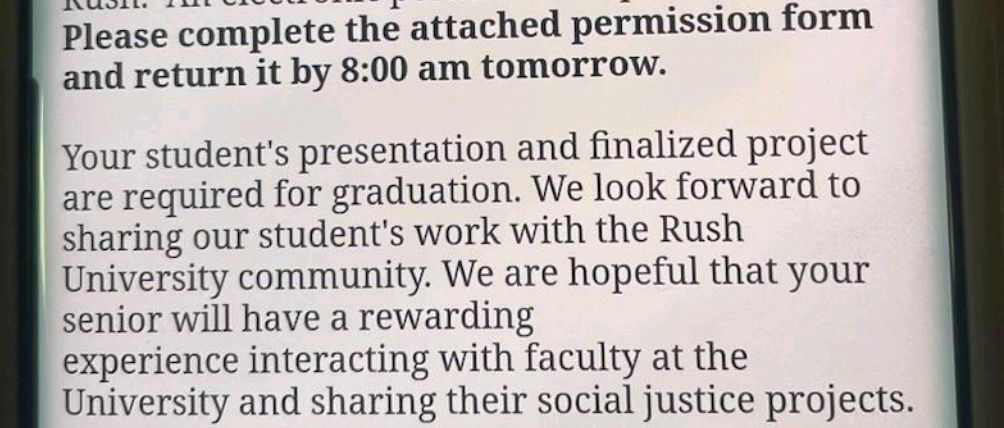 Please complete the attached permission form
and return it by 8:00 am tomorrow.
Your student's presentation and finalized project
are required for graduation. We look forward to
sharing our student's work with the Rush
University community. We are hopeful that your
senior will have a rewarding
experience interacting with faculty at the
University and sharing their social justice projects.